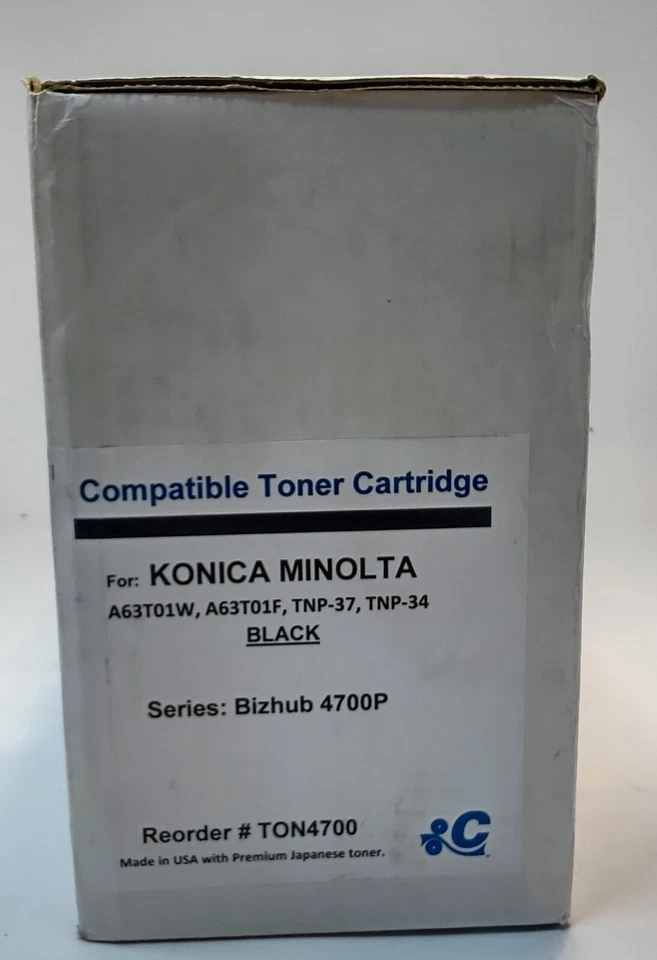 Compatible Toner Cartridge
For: KONICA MINOLTA
A63T01W, A63T01F, TNP-37, TNP-34
BLACK
Series: Bizhub 4700P
Reorder # TON4700
Made in USA with Premium Japanese toner.
C